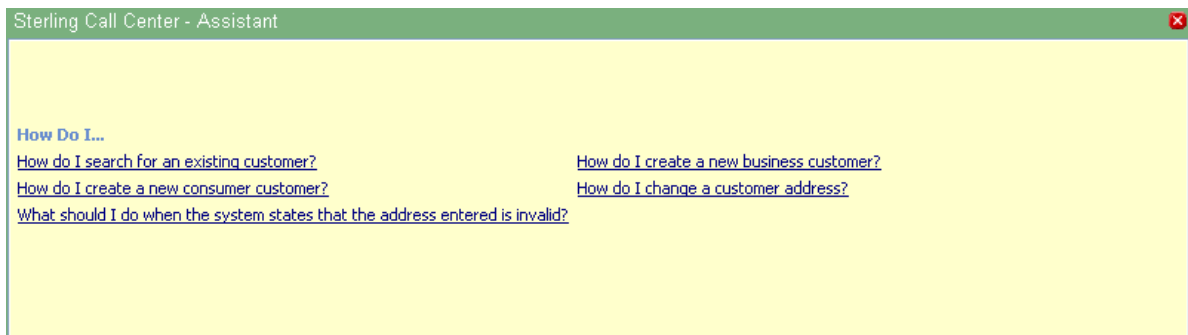 Sterling Call Center - Assistant
How Do I...
How do I search for an existing customer?
How do I create a new business customer?
How do I create a new consumer customer?
How do I change a customer address?
What should I do when the system states that the address entered is invalid?